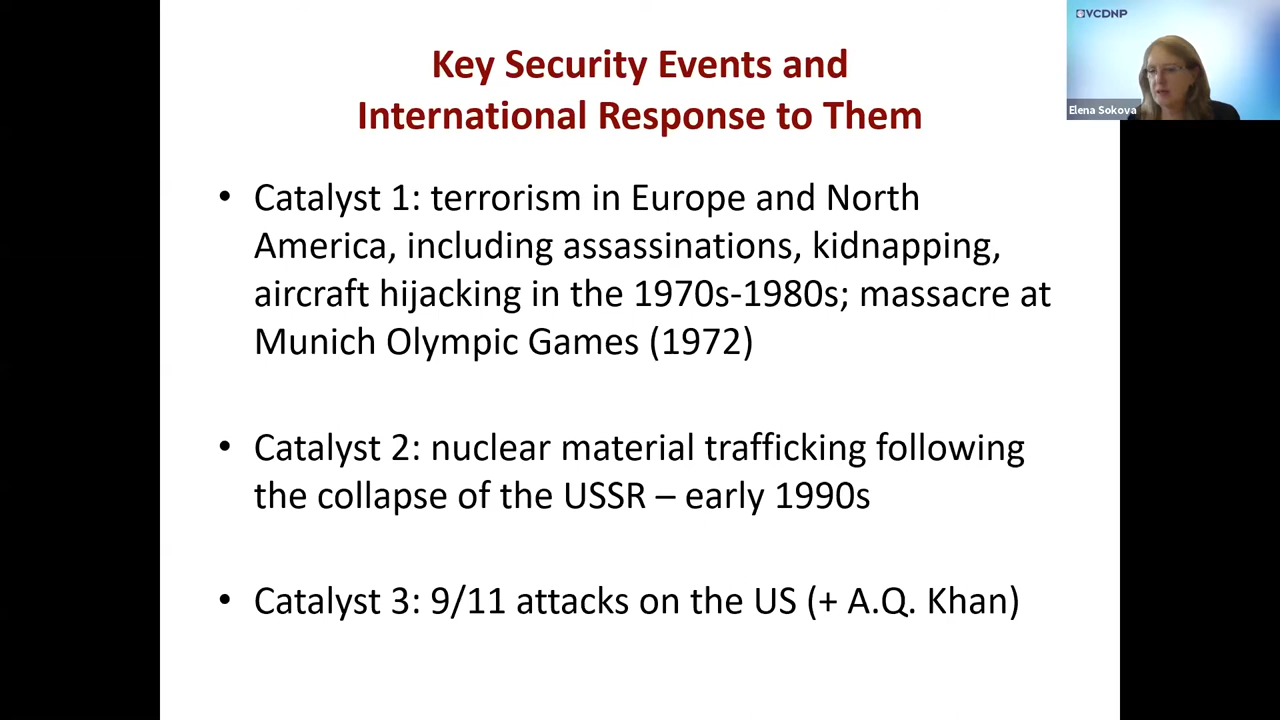 Key Security Events and
International Response to Them
VCDNP
Elena Sokova
• Catalyst 1: terrorism in Europe and North
America, including assassinations, kidnapping,
aircraft hijacking in the 1970s-1980s; massacre at
Munich Olympic Games (1972)
• Catalyst 2: nuclear material trafficking following
the collapse of the USSR – early 1990s
• Catalyst 3: 9/11 attacks on the US (+ A.Q. Khan)